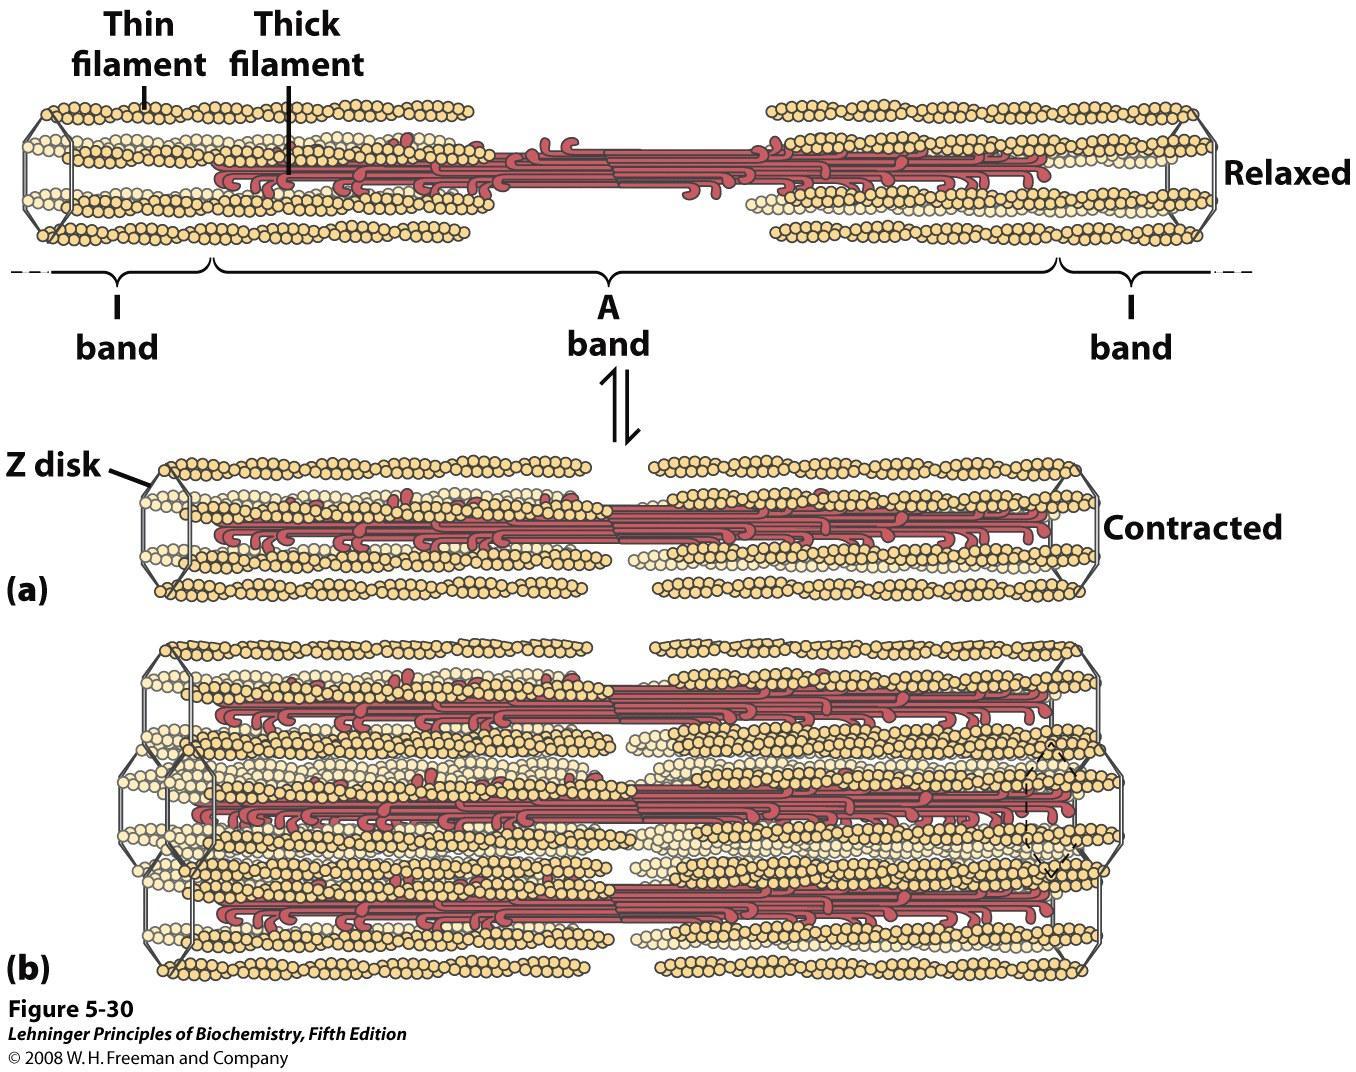 Thin
filament
Thick
filament
Relaxed
I
band
A
band
I
band
Z disk
Contracted
(a)
(b)
Figure 5-30
Lehninger Principles of Biochemistry, Fifth Edition
© 2008 W. H. Freeman and Company